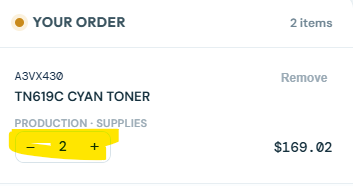 YOUR ORDER 2 items
A3VX430 Remove
TN619C CYAN TONER
PRODUCTION · SUPPLIES
– 2 + $169.02